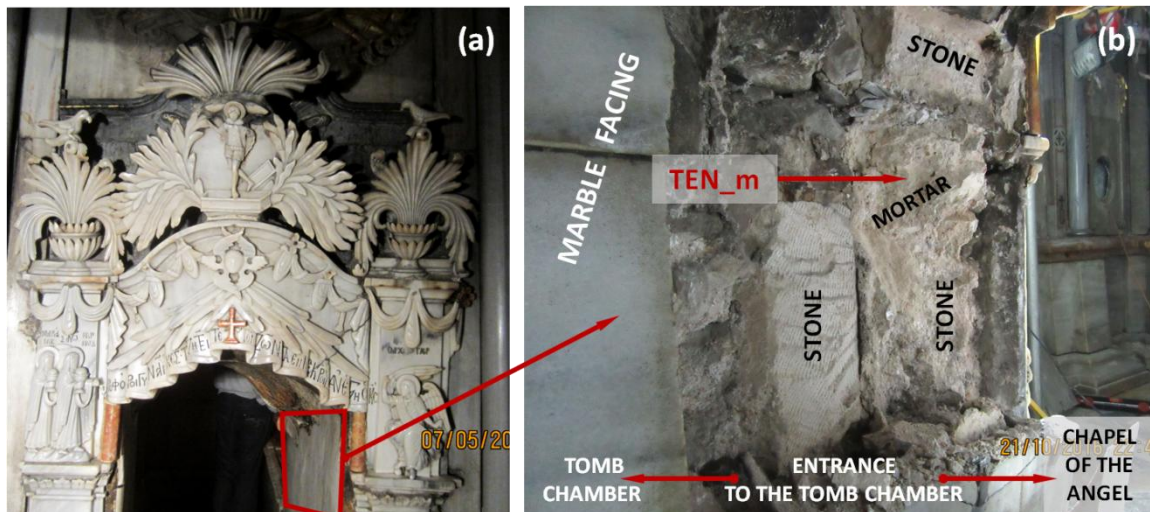 (a)
07/05/20
(b)
STONE
MARBLE FACING
TEN_m
MORTAR
STONE
STONE
21/10/2016 22:4
TOMB
CHAMBER
ENTRANCE
TO THE TOMB CHAMBER
CHAPEL
OF THE
ANGEL